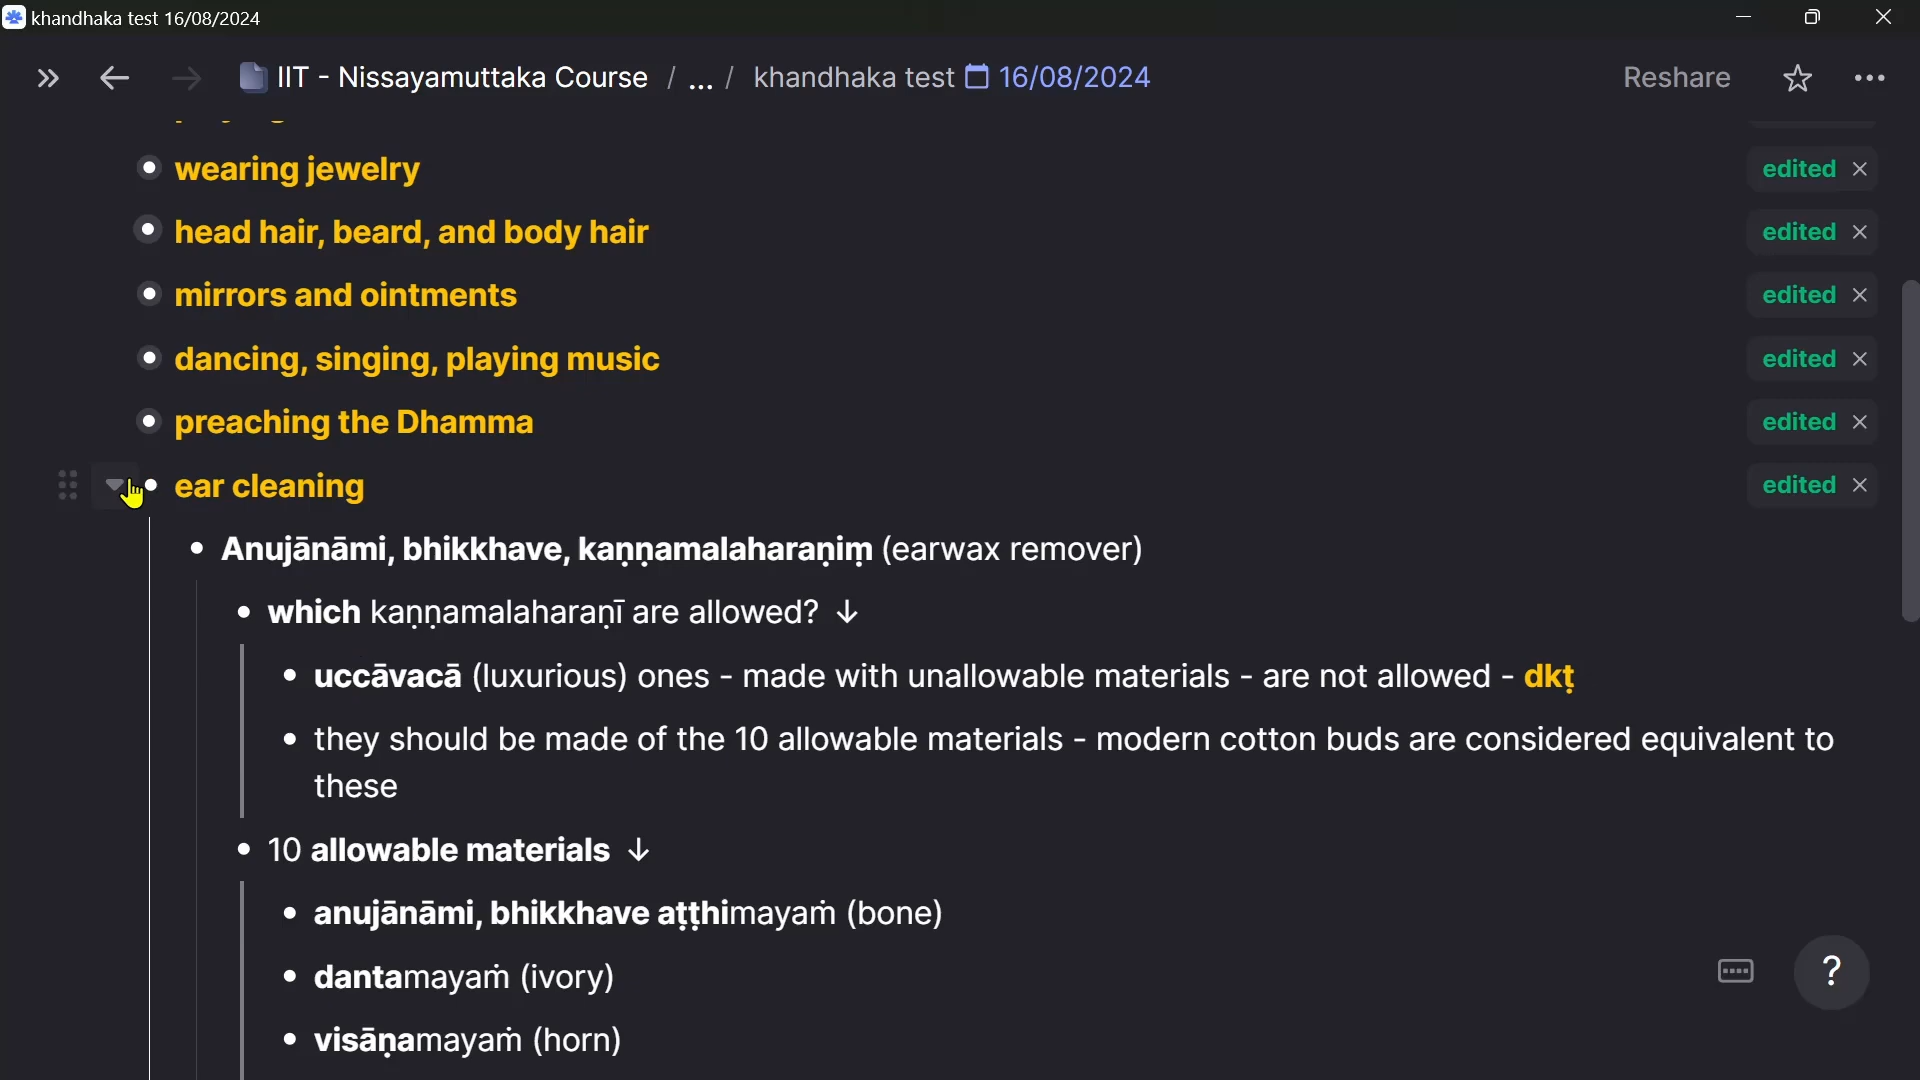 khandhaka test 16/08/2024
IIT - Nissayamuttaka Course / ... / khandhaka test 16/08/2024 Reshare
wearing jewelry edited
head hair, beard, and body hair edited
mirrors and ointments edited
dancing, singing, playing music edited
preaching the Dhamma edited
ear cleaning edited
Anujānāmi, bhikkhave, kaṇṇamalaharaṇiṃ (earwax remover)
which kaṇṇamalaharaṇī are allowed? ↓
uccāvacā (luxurious) ones - made with unallowable materials - are not allowed - dkṭ
they should be made of the 10 allowable materials - modern cotton buds are considered equivalent to
these
10 allowable materials ↓
anujānāmi, bhikkhave aṭṭhimayaṁ (bone)
dantamayaṁ (ivory)
visāṇamayaṁ (horn)
?